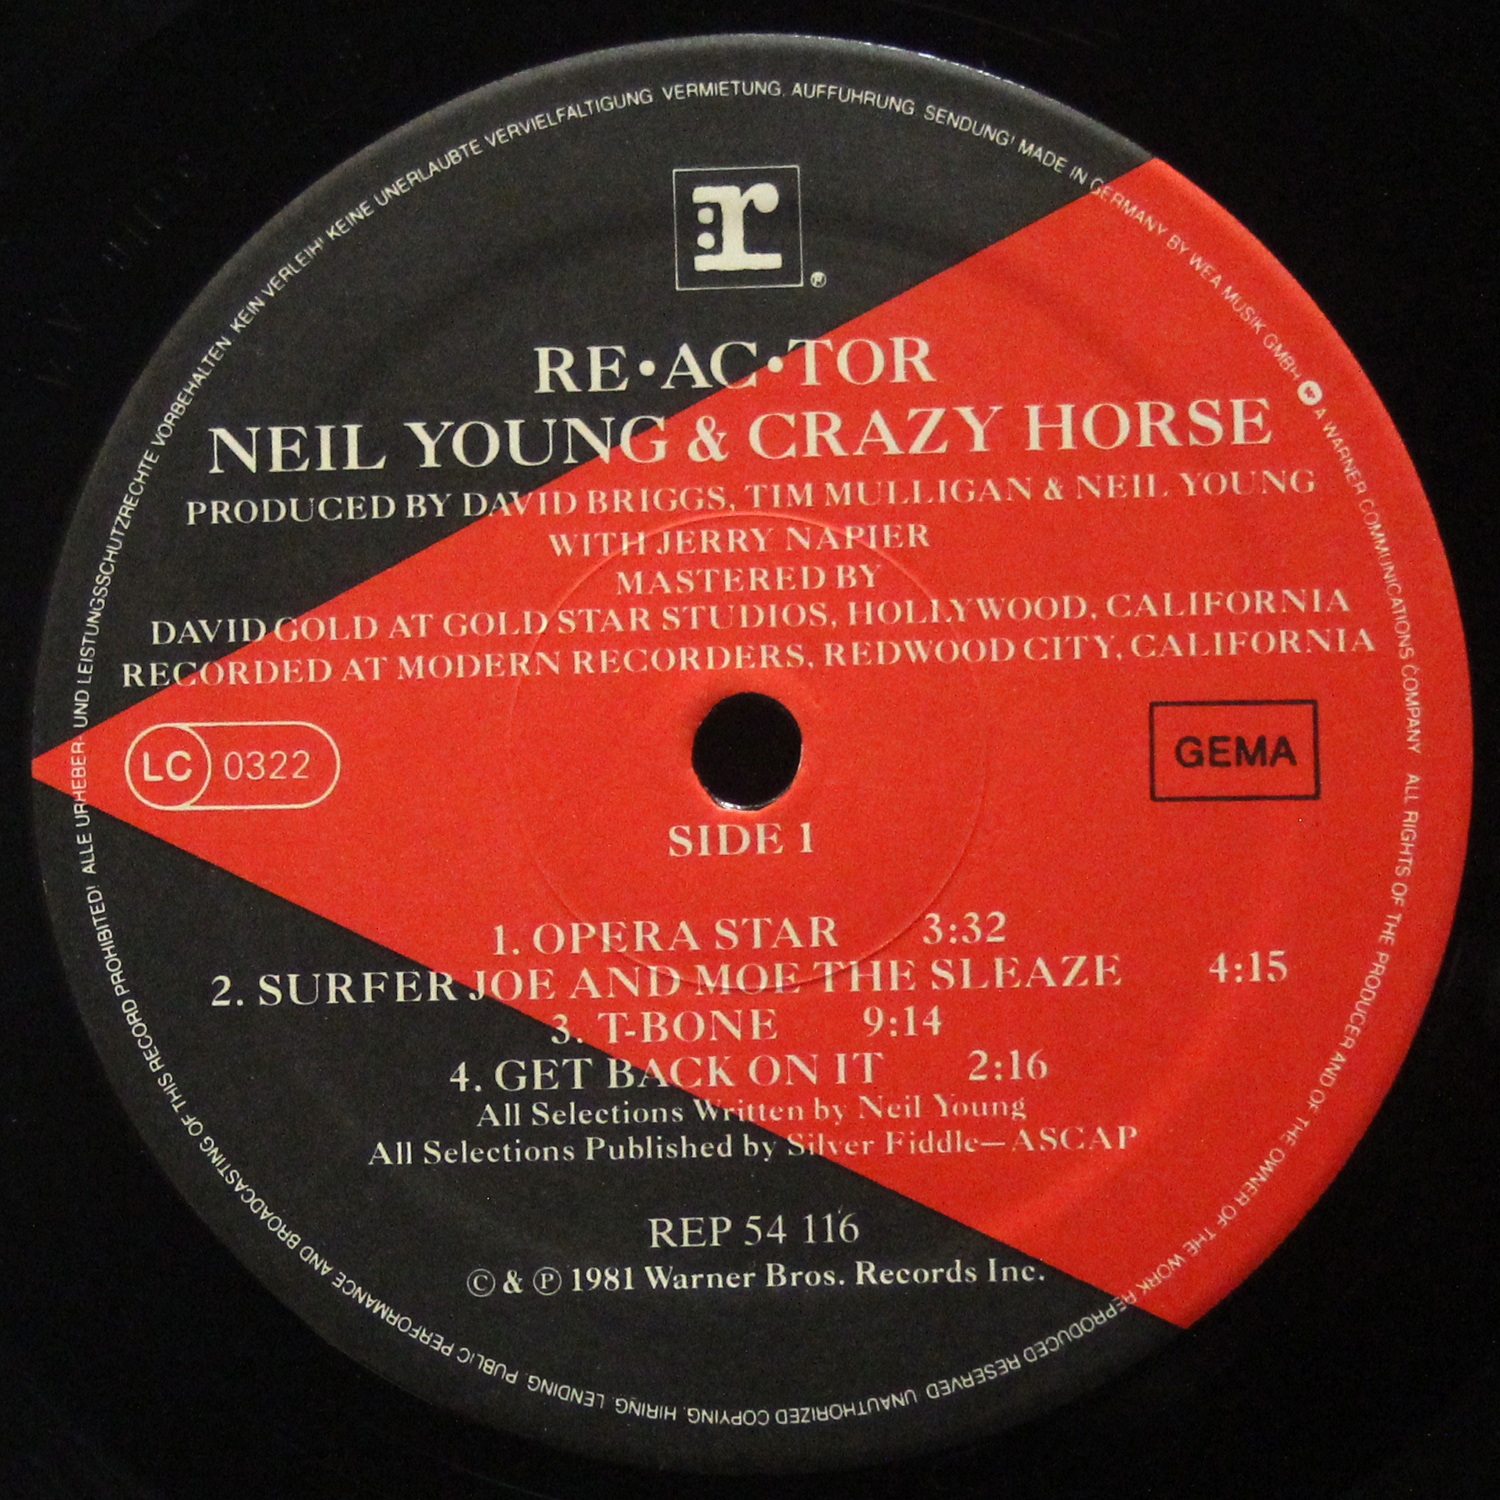 r
®
RE•AC•TOR
NEIL YOUNG & CRAZY HORSE
PRODUCED BY DAVID BRIGGS, TIM MULLIGAN & NEIL YOUNG
WITH JERRY NAPIER
MASTERED BY
DAVID GOLD AT GOLD STAR STUDIOS, HOLLYWOOD, CALIFORNIA
RECORDED AT MODERN RECORDERS, REDWOOD CITY, CALIFORNIA
LC 0322
GEMA
SIDE 1
1. OPERA STAR 3:32
2. SURFER JOE AND MOE THE SLEAZE 4:15
3. T-BONE 9:14
4. GET BACK ON IT 2:16
All Selections Written by Neil Young
All Selections Published by Silver Fiddle—ASCAP
REP 54 116
© & ℗ 1981 Warner Bros. Records Inc.
ALLE URHEBER- UND LEISTUNGSSCHUTZRECHTE VORBEHALTEN KEIN VERLEIH! KEINE UNERLAUBTE VERVIELFÄLTIGUNG VERMIETUNG, AUFFUHRUNG SENDUNG! MADE IN GERMANY BY WEA MUSIK GMBH A WARNER COMMUNICATIONS COMPANY ALL RIGHTS OF THE PRODUCER AND OF THE OWNER OF THE WORK REPRODUCED RESERVED UNAUTHORIZED COPYING, HIRING, LENDING, PUBLIC PERFORMANCE AND BROADCASTING OF THIS RECORD PROHIBITED!